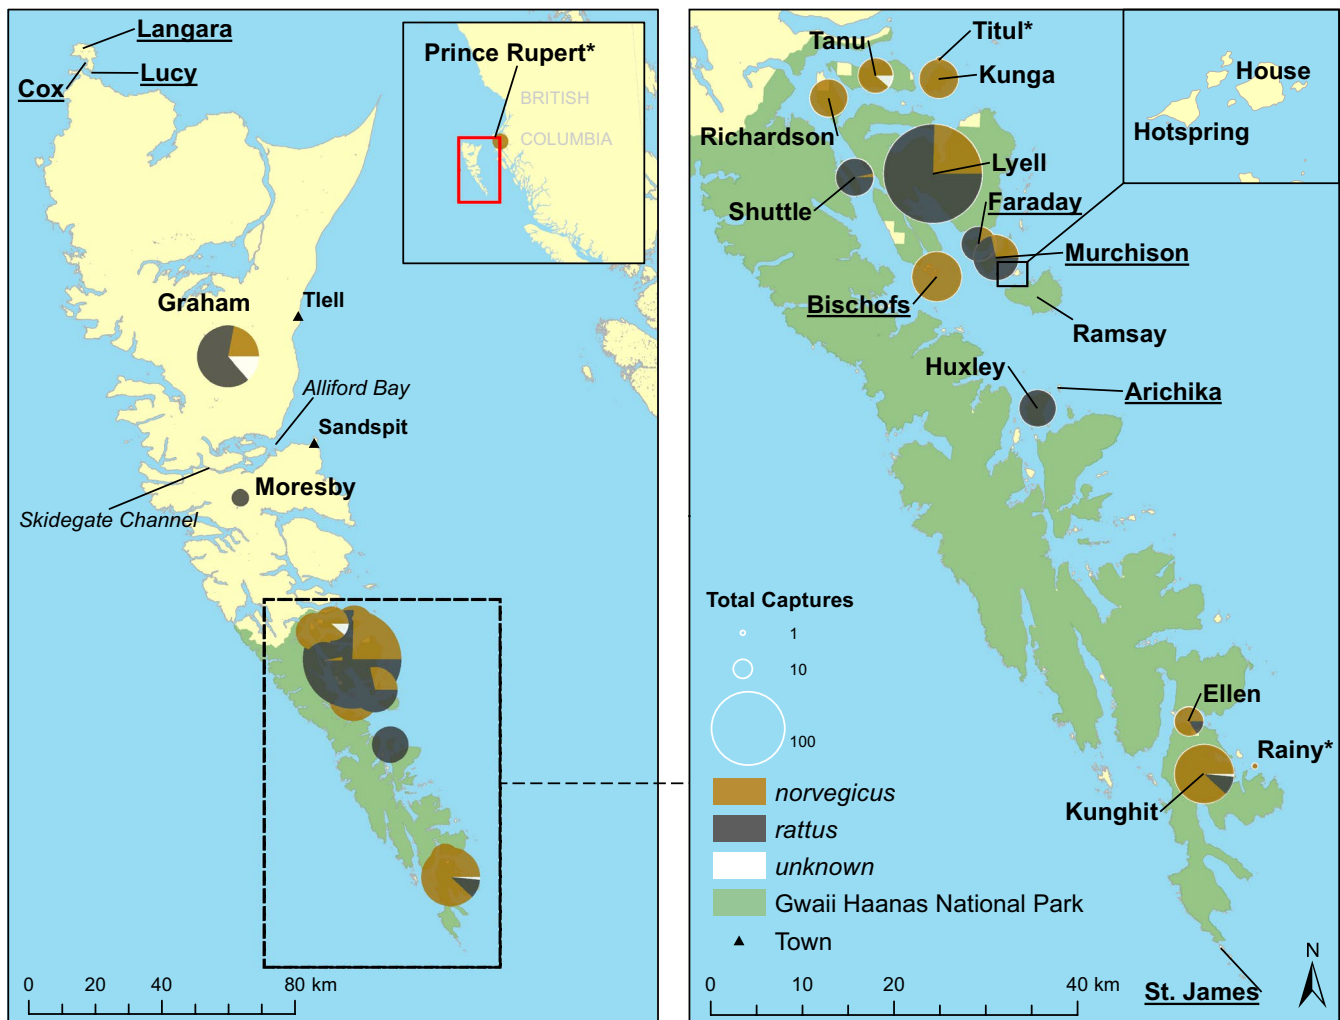 Langara
Lucy
Cox
Prince Rupert*
BRITISH
COLUMBIA
Graham
Tlell
Alliford Bay
Sandspit
Moresby
Skidegate Channel
0 20 40 80 km
Tanu
Titul*
Kunga
House
Hotspring
Richardson
Lyell
Shuttle
Faraday
Murchison
Bischofs
Ramsay
Huxley
Arichika
Total Captures
1
10
100
norvegicus
rattus
unknown
Gwaii Haanas National Park
Town
Ellen
Rainy*
Kunghit
St. James
N
0 10 20 40 km